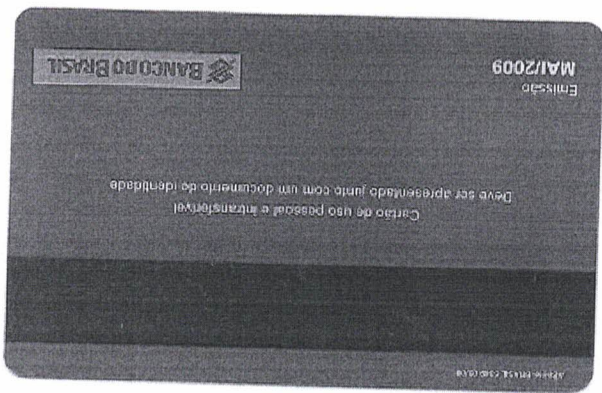 Cartão de uso pessoal e intransferível
Deve ser apresentado junto com um documento de identidade
Emissão
MAI/2009
BANCO DO BRASIL